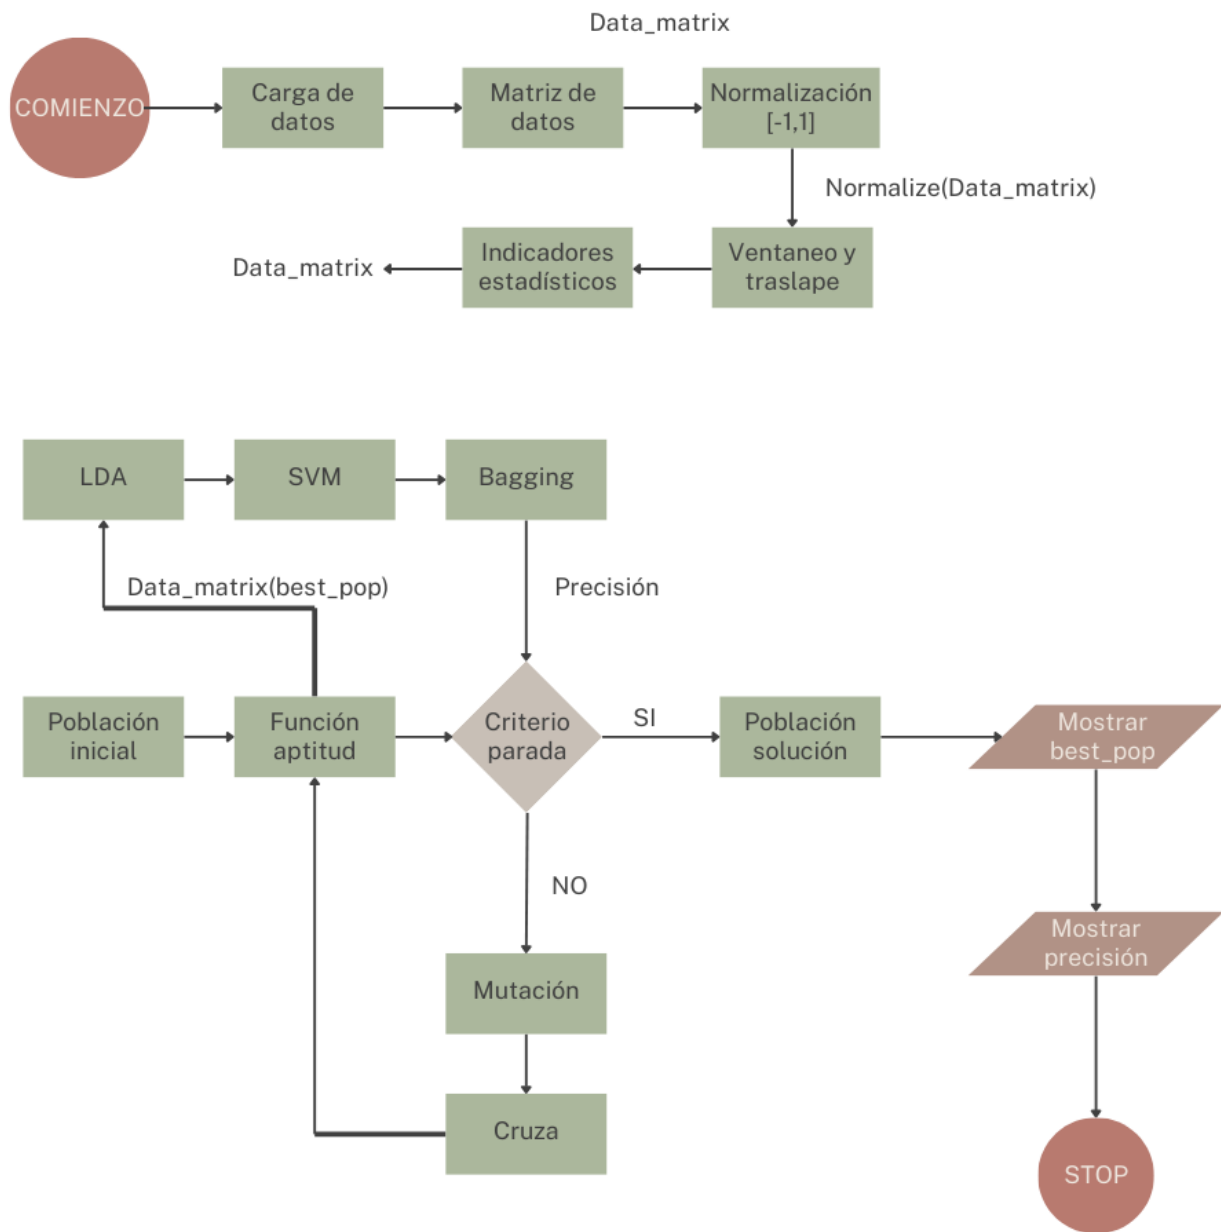 Data_matrix
COMIENZO
Carga de
datos
Matriz de
datos
Normalización
[-1,1]
Normalize(Data_matrix)
Data_matrix
Indicadores
estadísticos
Ventaneo y
traslape
LDA
SVM
Bagging
Data_matrix(best_pop)
Precisión
Población
inicial
Función
aptitud
Criterio
parada
SI
Población
solución
Mostrar
best_pop
NO
Mostrar
precisión
Mutación
Cruza
STOP